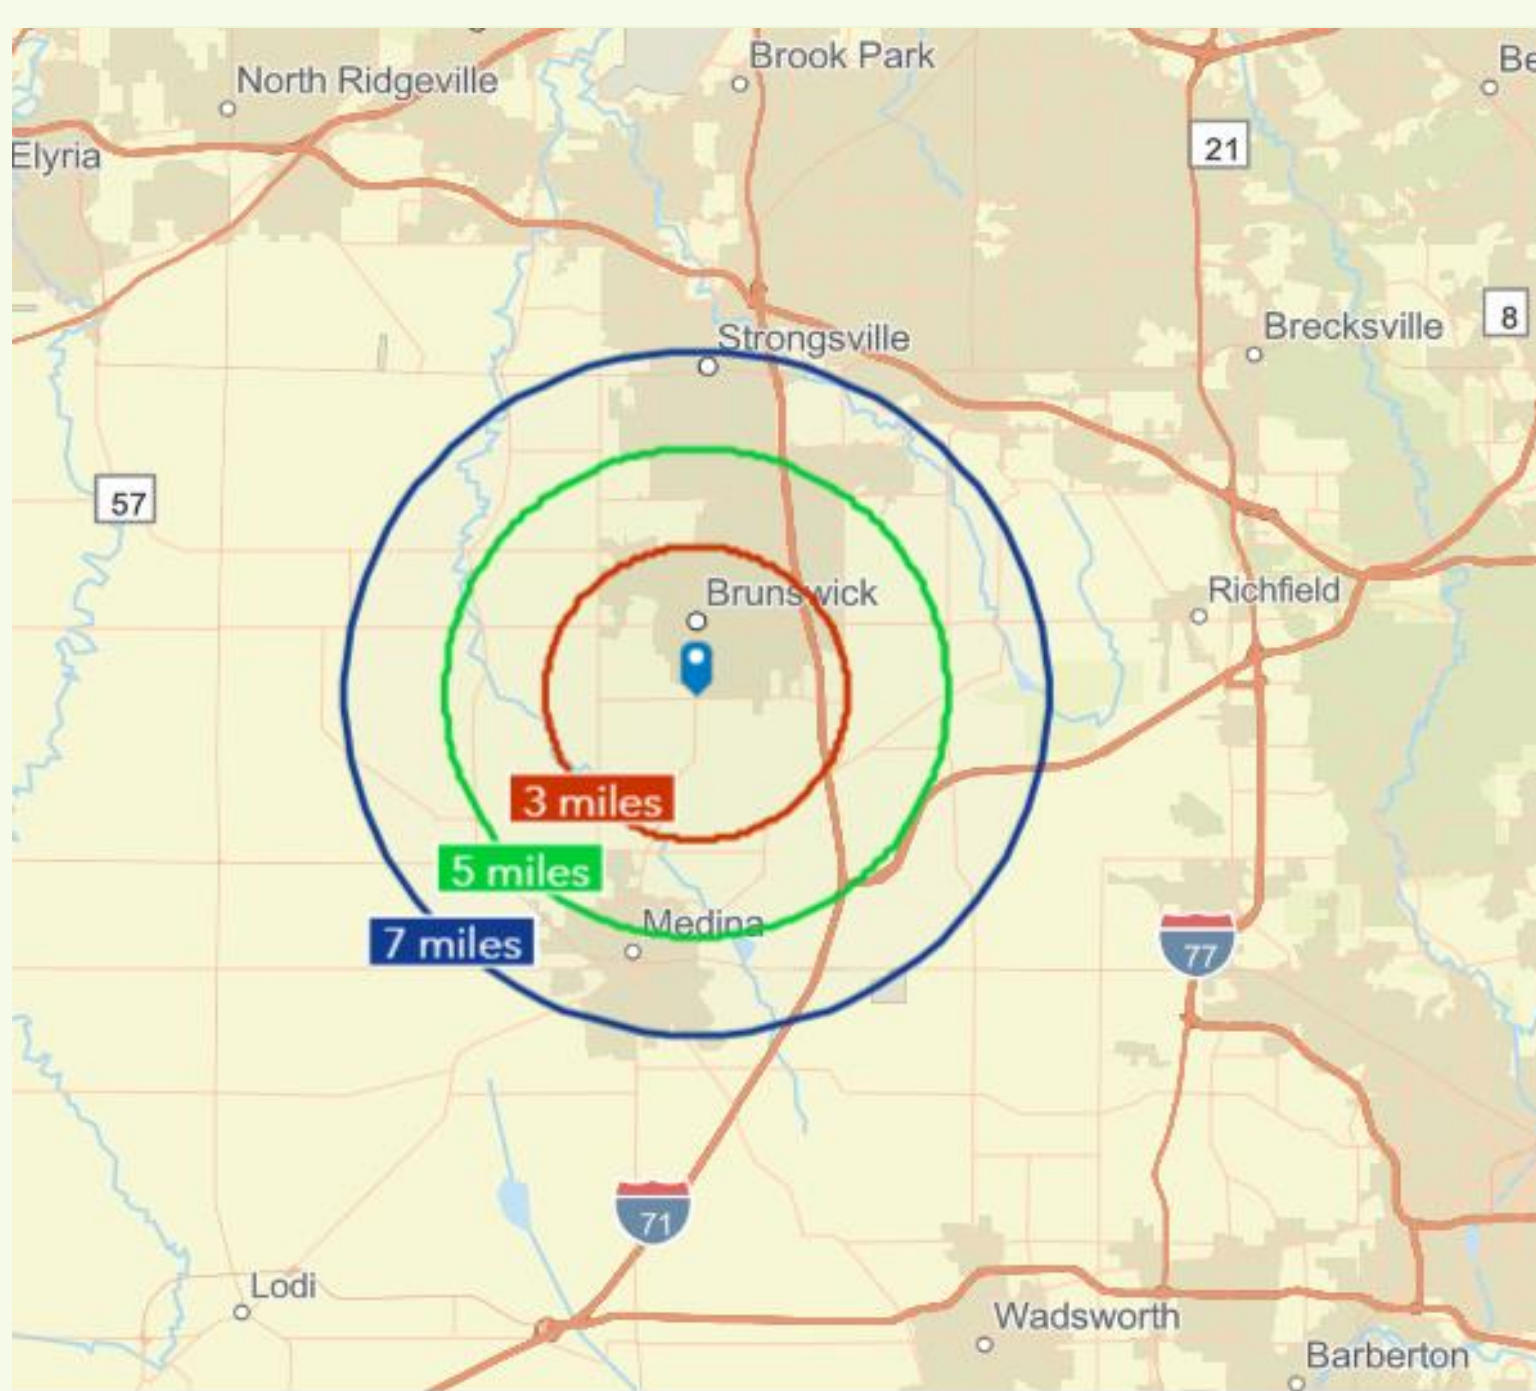 Brook Park
Be
North Ridgeville
21
Elyria
8
Brecksville
Strongsville
57
Richfield
Brunswick
3 miles
5 miles
Medina
7 miles
77
71
Lodi
Wadsworth
Barberton